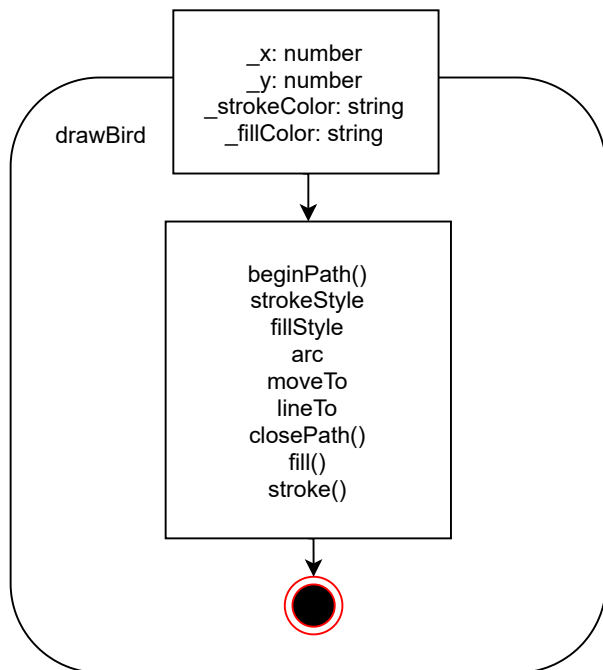 _x: number
_y: number
_strokeColor: string
_fillColor: string
drawBird
beginPath()
strokeStyle
fillStyle
arc
moveTo
lineTo
closePath()
fill()
stroke()